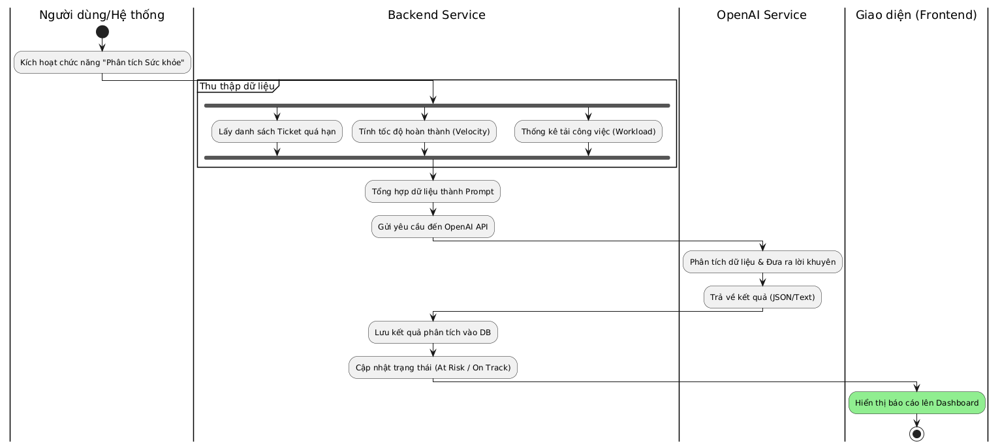 Người dùng/Hệ thống
Backend Service
OpenAI Service
Giao diện (Frontend)
Kích hoạt chức năng "Phân tích Sức khỏe"
Thu thập dữ liệu
Lấy danh sách Ticket quá hạn
Tính tốc độ hoàn thành (Velocity)
Thống kê tải công việc (Workload)
Tổng hợp dữ liệu thành Prompt
Gửi yêu cầu đến OpenAI API
Phân tích dữ liệu & Đưa ra lời khuyên
Trả về kết quả (JSON/Text)
Lưu kết quả phân tích vào DB
Cập nhật trạng thái (At Risk / On Track)
Hiển thị báo cáo lên Dashboard